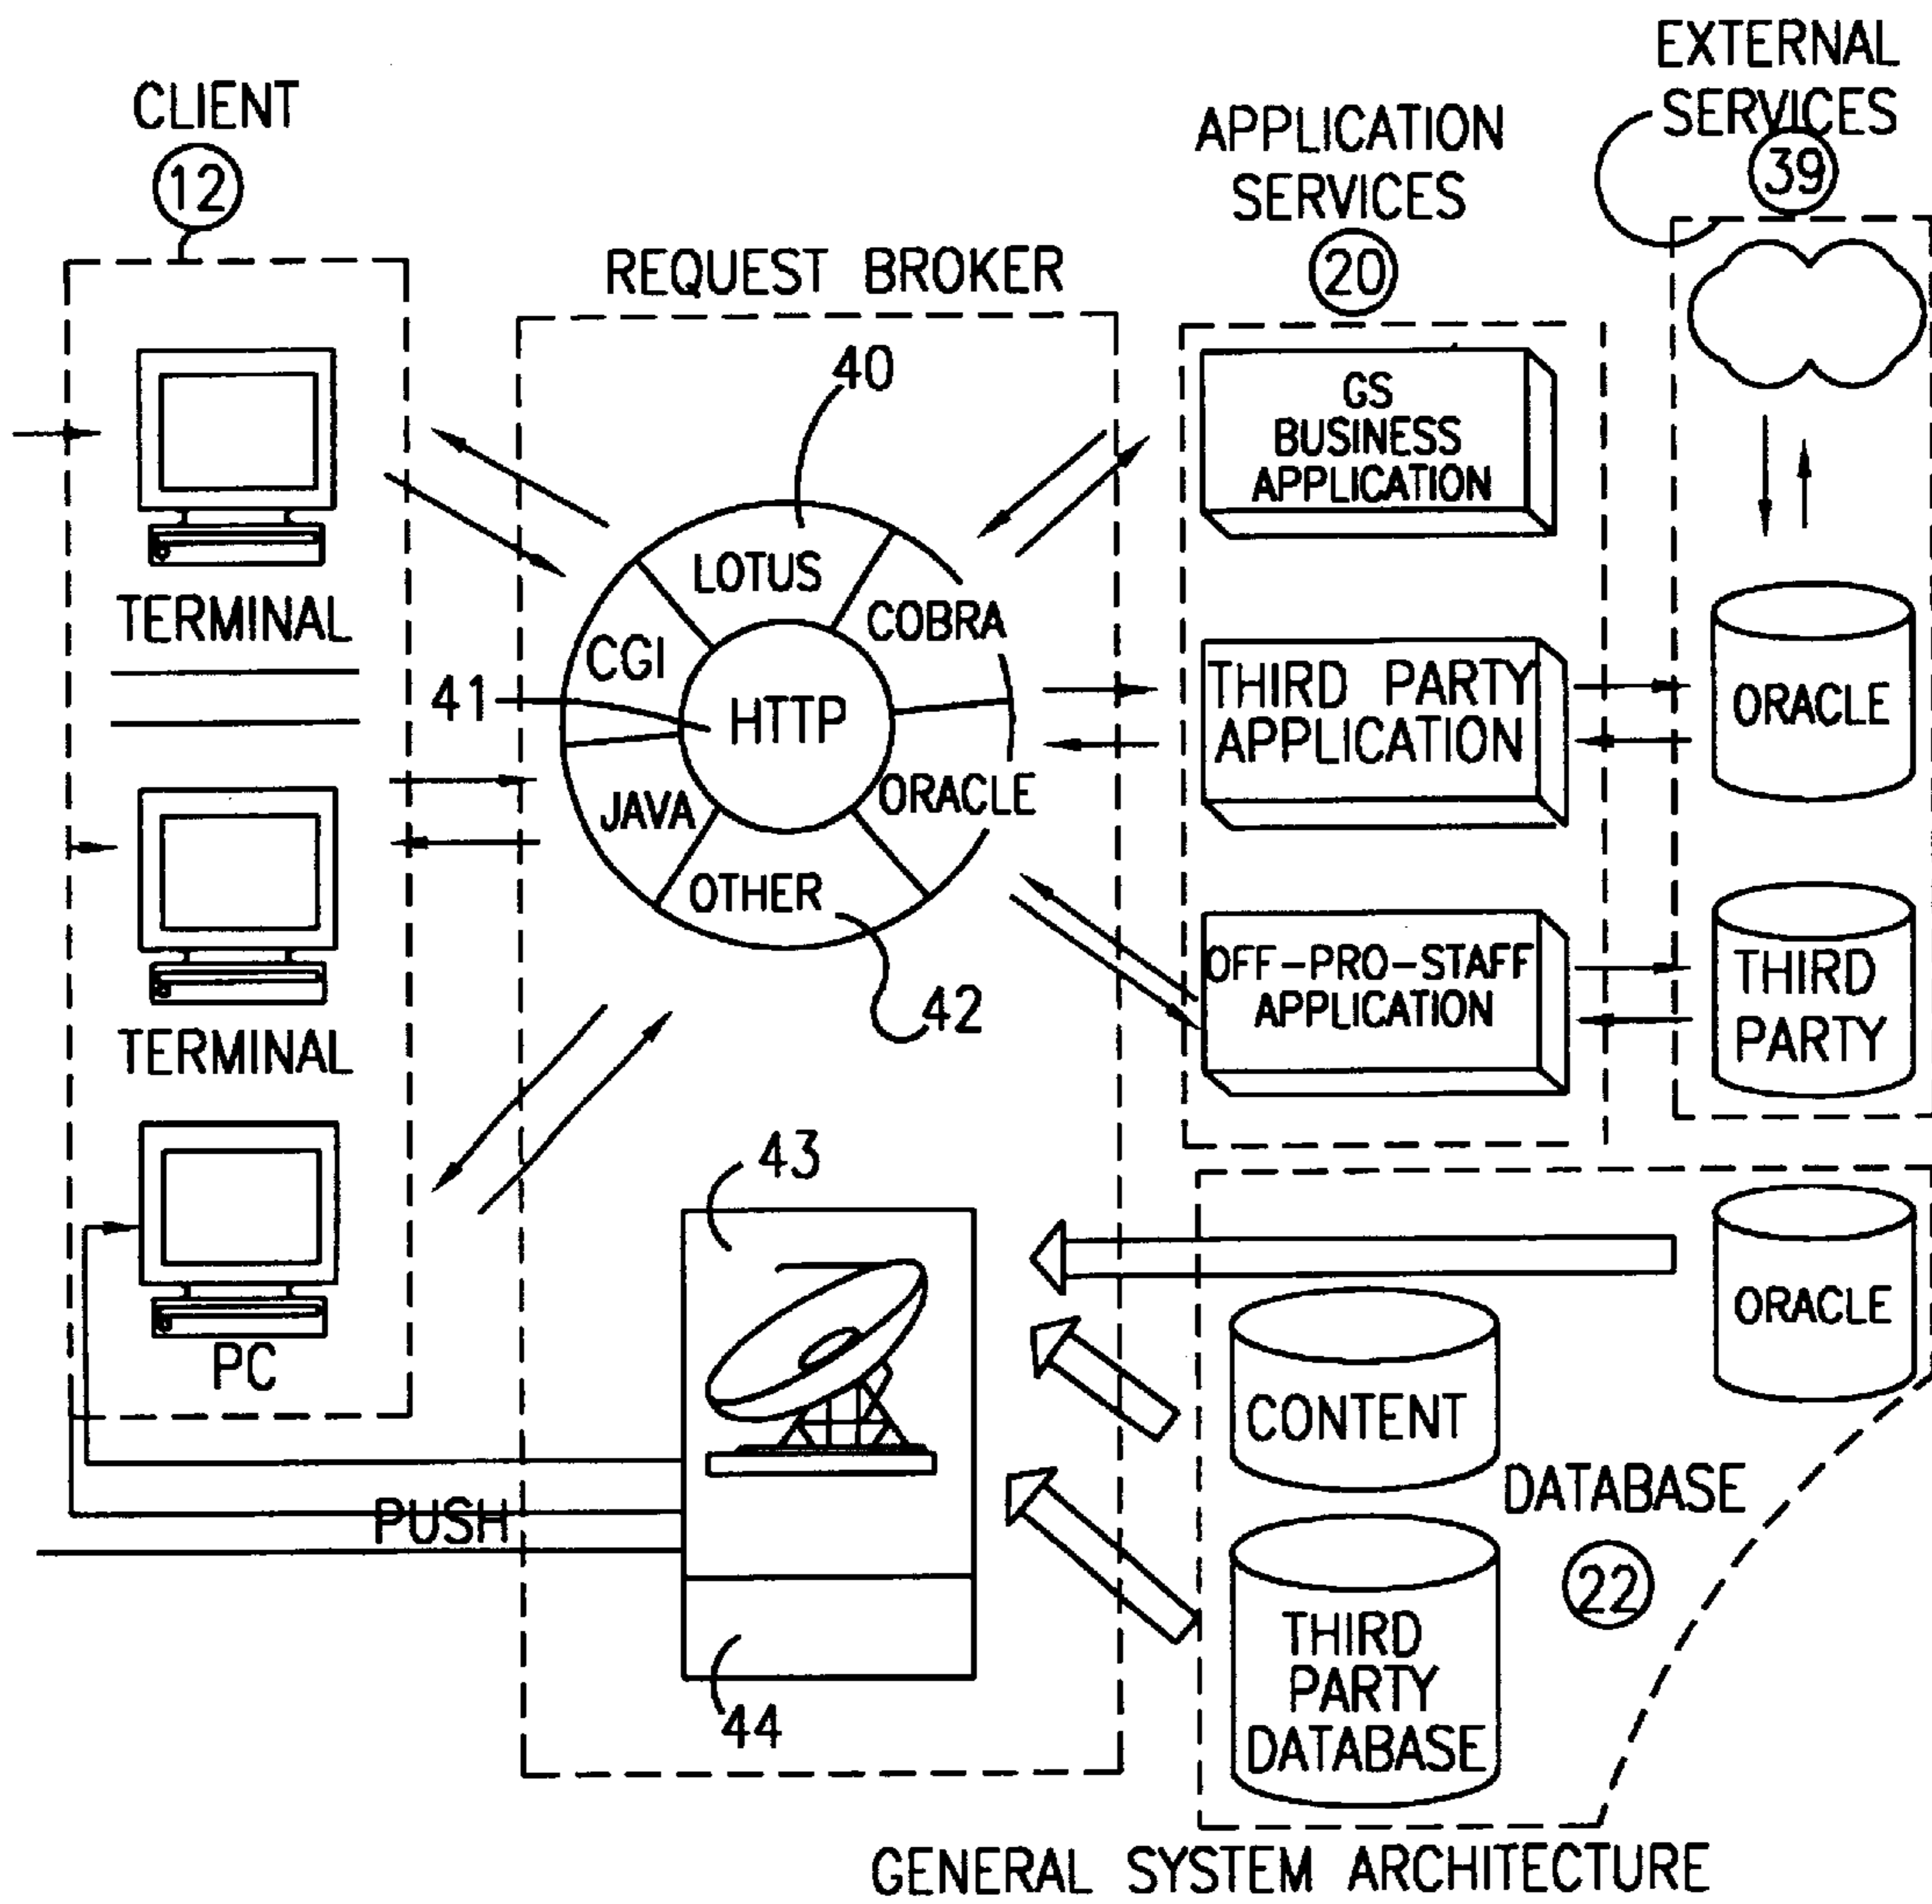 EXTERNAL
SERVICES
39
CLIENT
12
APPLICATION
SERVICES
20
REQUEST BROKER
40
GS
BUSINESS
APPLICATION
LOTUS
COBRA
CGI
HTTP
41
JAVA
ORACLE
OTHER
42
TERMINAL
TERMINAL
PC
THIRD PARTY
APPLICATION
ORACLE
OFF-PRO-STAFF
APPLICATION
THIRD
PARTY
43
44
PUSH
ORACLE
CONTENT
DATABASE
22
THIRD
PARTY
DATABASE
GENERAL SYSTEM ARCHITECTURE